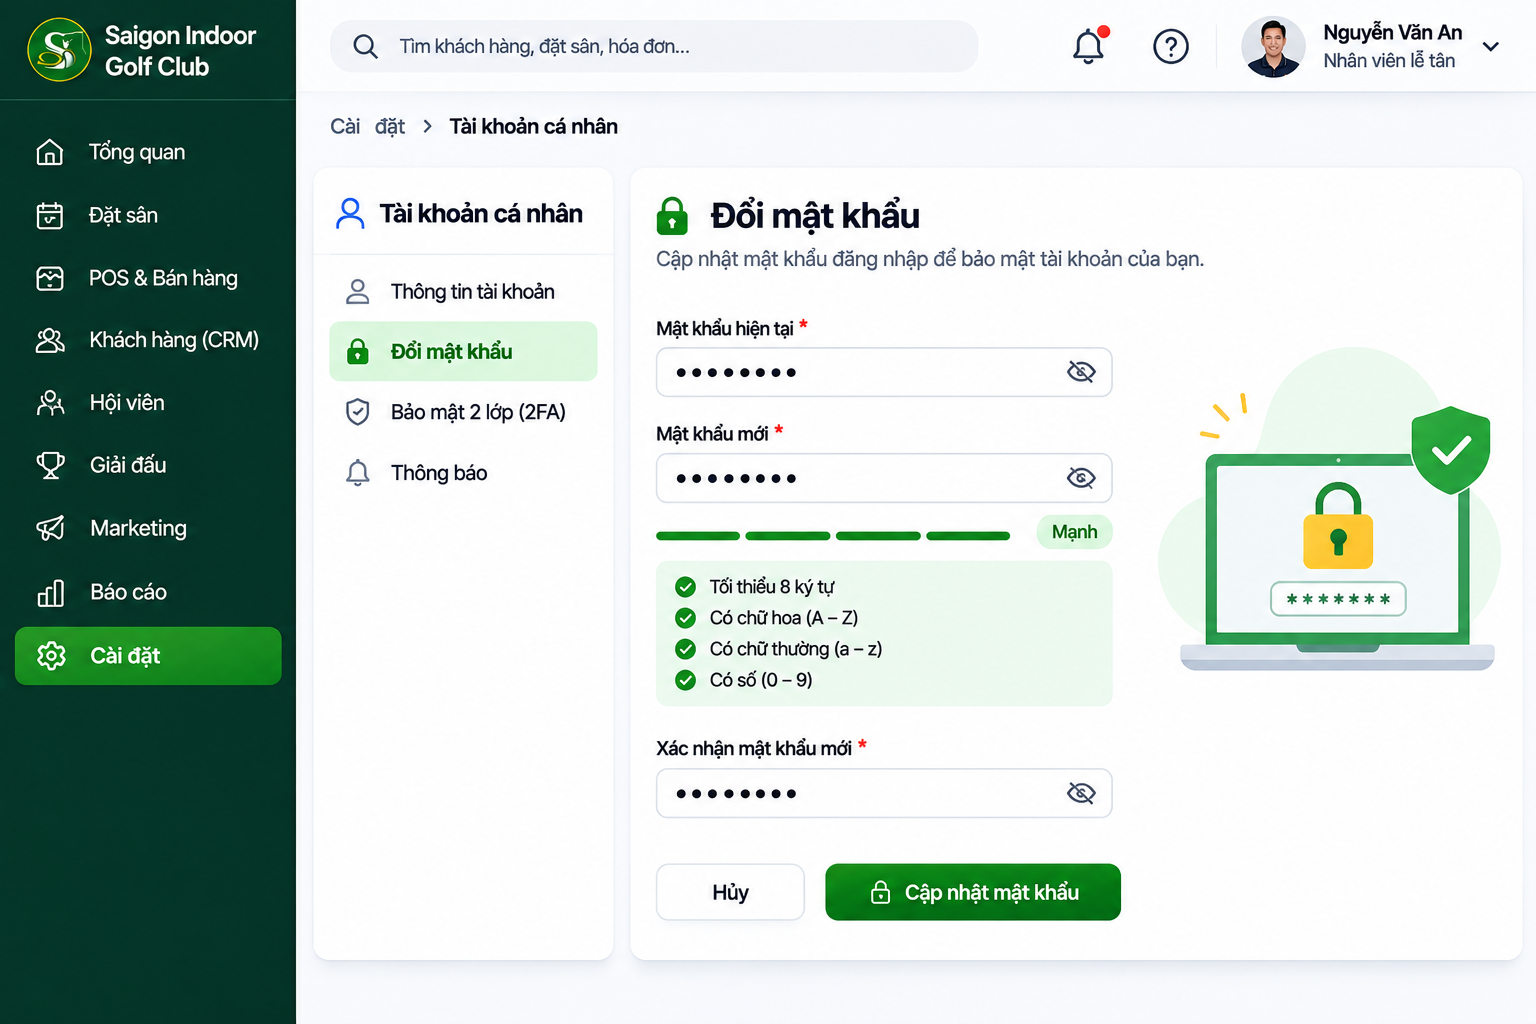 Saigon Indoor
Golf Club
Tìm khách hàng, đặt sân, hóa đơn...
Nguyễn Văn An
Nhân viên lễ tân
Tổng quan
Đặt sân
POS & Bán hàng
Khách hàng (CRM)
Hội viên
Giải đấu
Marketing
Báo cáo
Cài đặt
Cài đặt > Tài khoản cá nhân
Tài khoản cá nhân
Thông tin tài khoản
Đổi mật khẩu
Bảo mật 2 lớp (2FA)
Thông báo
Đổi mật khẩu
Cập nhật mật khẩu đăng nhập để bảo mật tài khoản của bạn.
Mật khẩu hiện tại *
••••••••
Mật khẩu mới *
••••••••
Mạnh
Tối thiểu 8 ký tự
Có chữ hoa (A – Z)
Có chữ thường (a – z)
Có số (0 – 9)
Xác nhận mật khẩu mới *
••••••••
Hủy
Cập nhật mật khẩu
*******